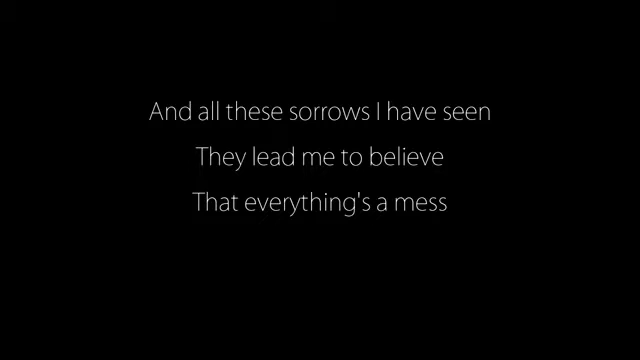 And all these sorrows I have seen
They lead me to believe
That everything's a mess